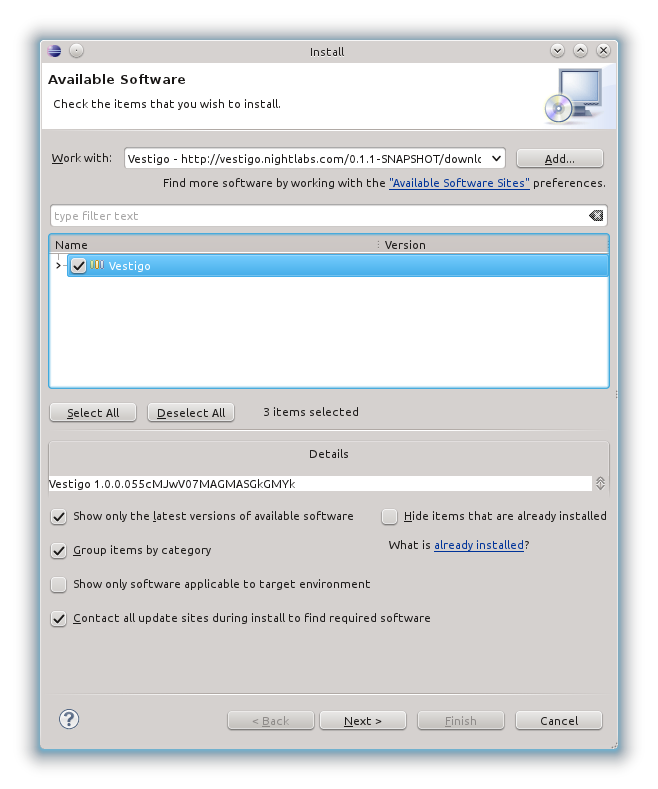 Install
Available Software
Check the items that you wish to install.
Work with: Vestigo - http://vestigo.nightlabs.com/0.1.1-SNAPSHOT/downlo Add...
Find more software by working with the "Available Software Sites" preferences.
type filter text
Name Version
Vestigo
Select All Deselect All 3 items selected
Details
Vestigo 1.0.0.055cMJwV07MAGMASGkGMYk
Show only the latest versions of available software Hide items that are already installed
Group items by category What is already installed?
Show only software applicable to target environment
Contact all update sites during install to find required software
? < Back Next > Finish Cancel